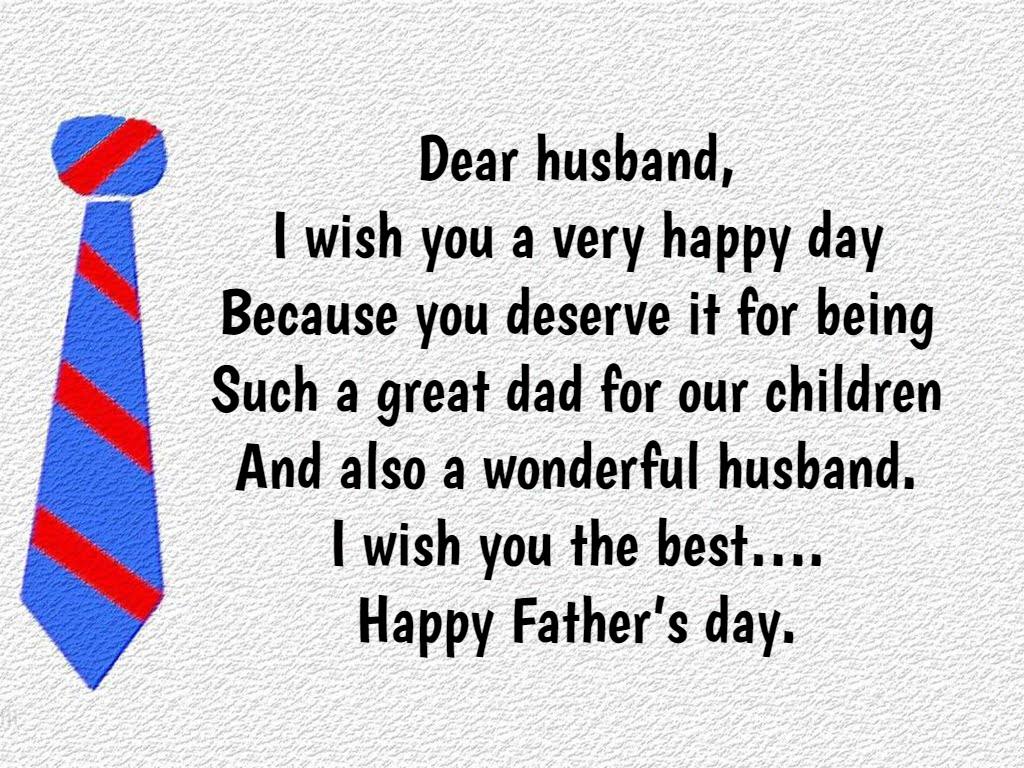 Dear husband,
I wish you a very happy day
Because you deserve it for being
Such a great dad for our children
And also a wonderful husband.
I wish you the best....
Happy Father's day.